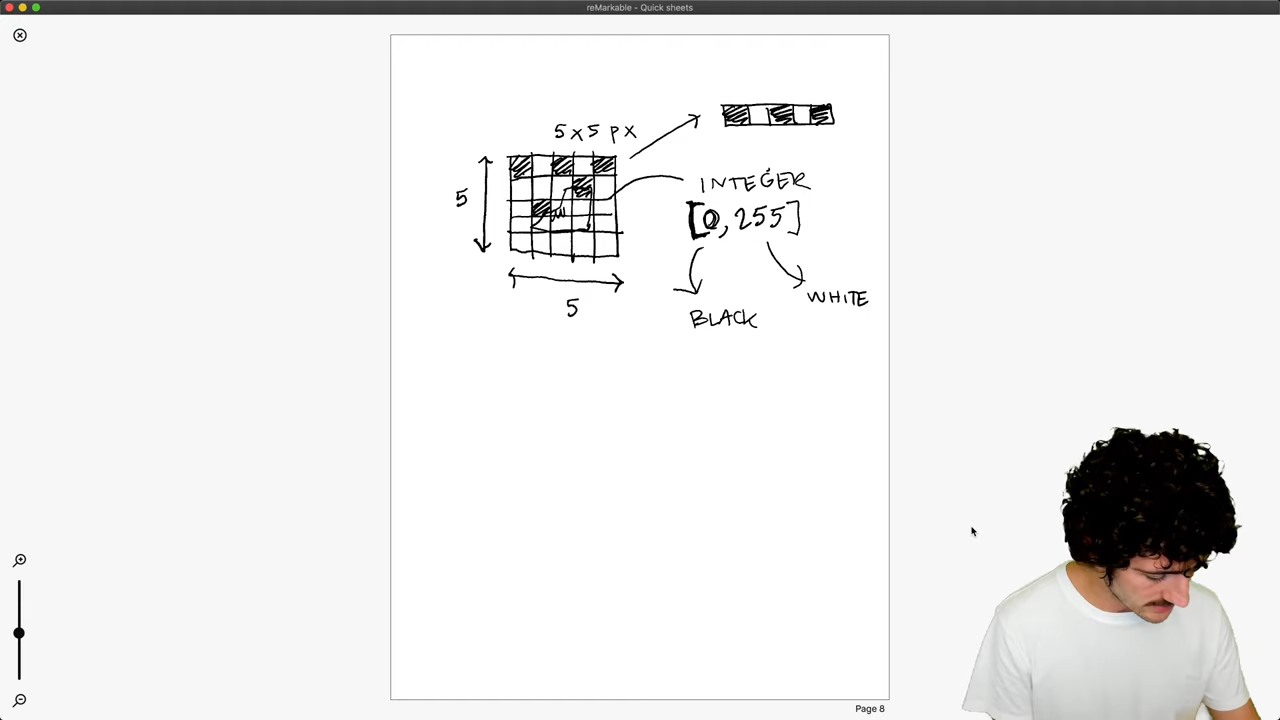 reMarkable - Quick sheets
5x5 px
5
5
INTEGER
[0,255]
BLACK
WHITE
Page 8